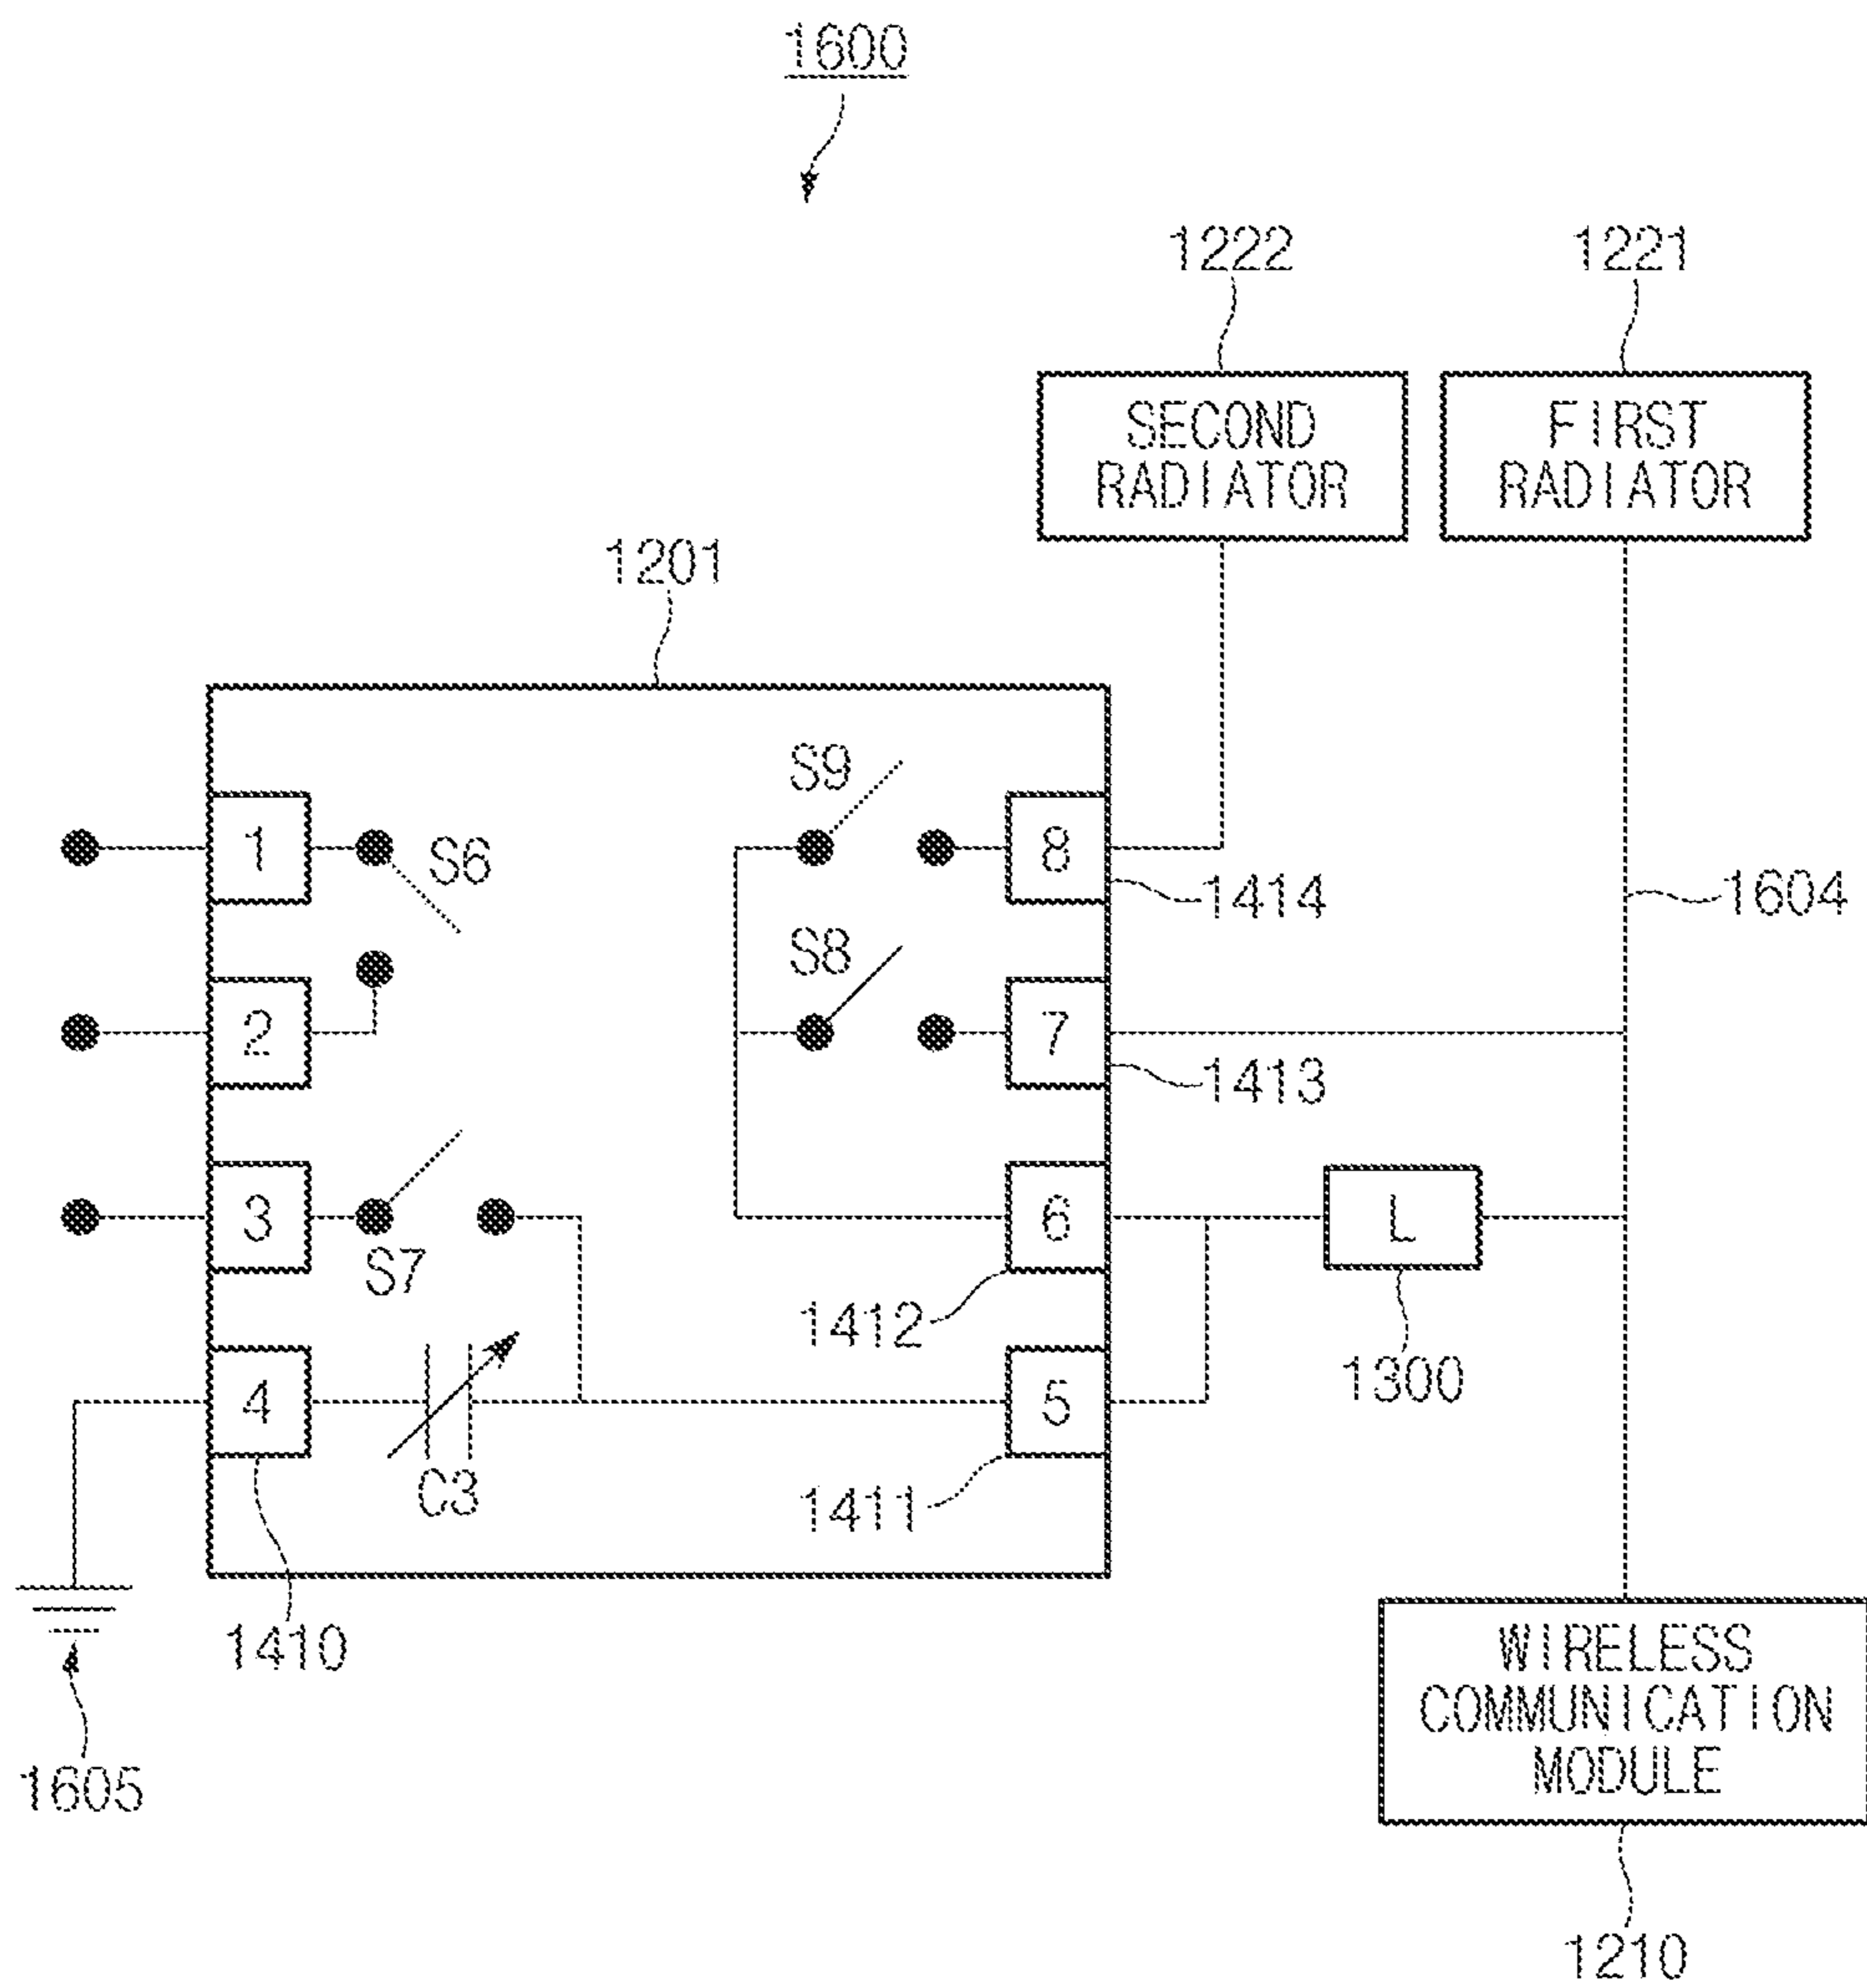 1600
1222
1221
SECOND
RADIATOR
FIRST
RADIATOR
1201
S9
1
S6
8
1414
1604
S8
2
7
1413
3
S7
6
L
1412
1300
4
C3
5
1411
1410
1605
WIRELESS
COMMUNICATION
MODULE
1210